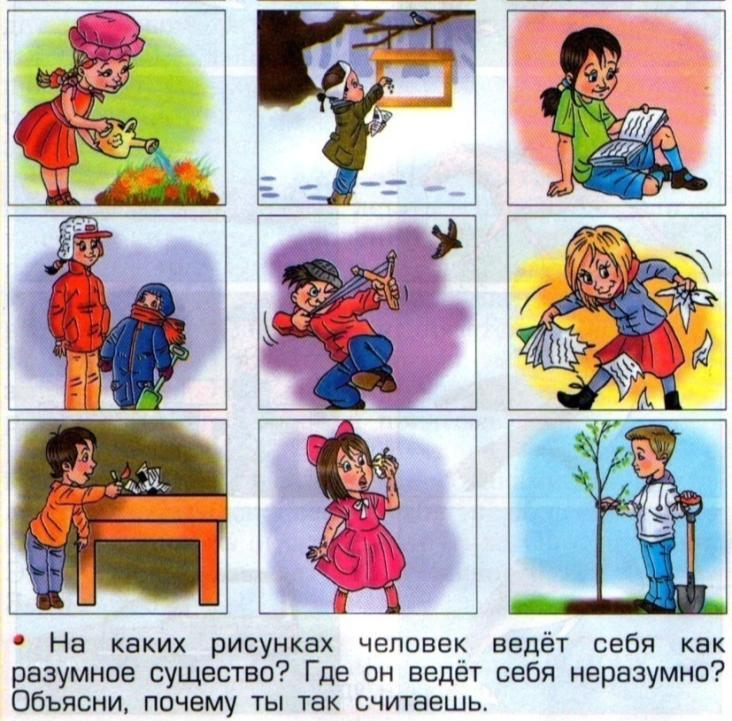 • На каких рисунках человек ведёт себя как
разумное существо? Где он ведёт себя неразумно?
Объясни, почему ты так считаешь.